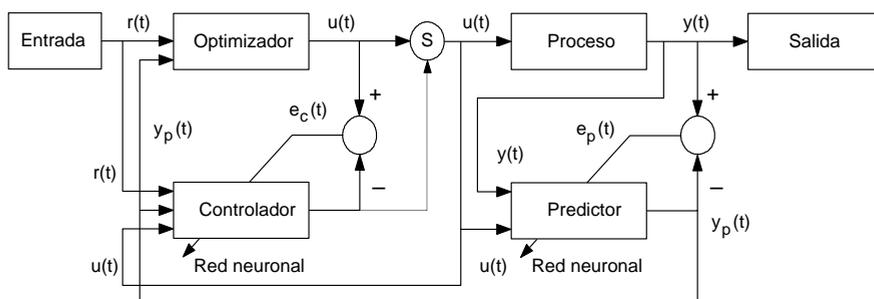 r(t)
u(t)
u(t)
y(t)
Entrada
Optimizador
S
Proceso
Salida
+
+
e_c(t)
e_p(t)
y_p(t)
y(t)
r(t)
−
−
Controlador
Predictor
y_p(t)
u(t)
Red neuronal
u(t)
Red neuronal